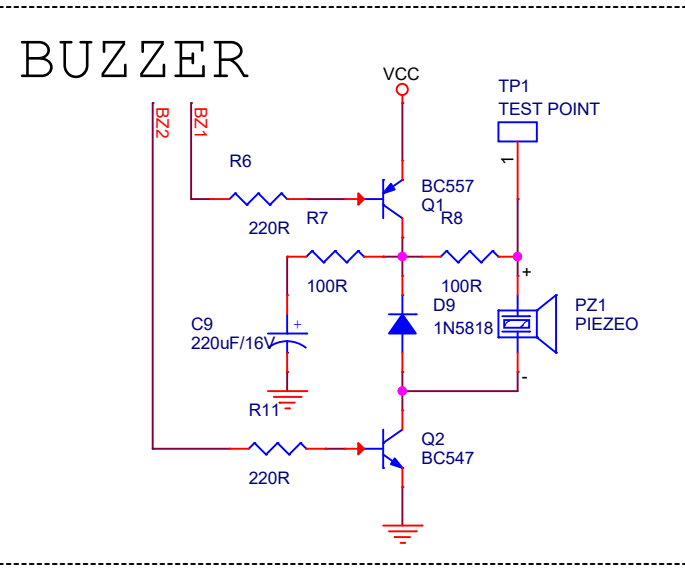 BUZZER
VCC
TP1
TEST POINT
BZ2
BZ1
1
R6
BC557
Q1
R7
R8
220R
100R
100R
+
D9
1N5818
PZ1
PIEZEO
C9
+
220uF/16V
-
R11
Q2
BC547
220R